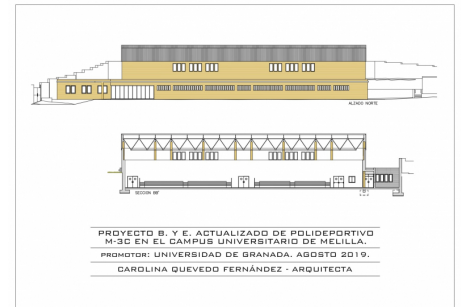 ALZADO NORTE
SECCION BB'
PROYECTO B. Y E. ACTUALIZADO DE POLIDEPORTIVO
M-3C EN EL CAMPUS UNIVERSITARIO DE MELILLA.
PROMOTOR: UNIVERSIDAD DE GRANADA. AGOSTO 2019.
CAROLINA QUEVEDO FERNÁNDEZ - ARQUITECTA